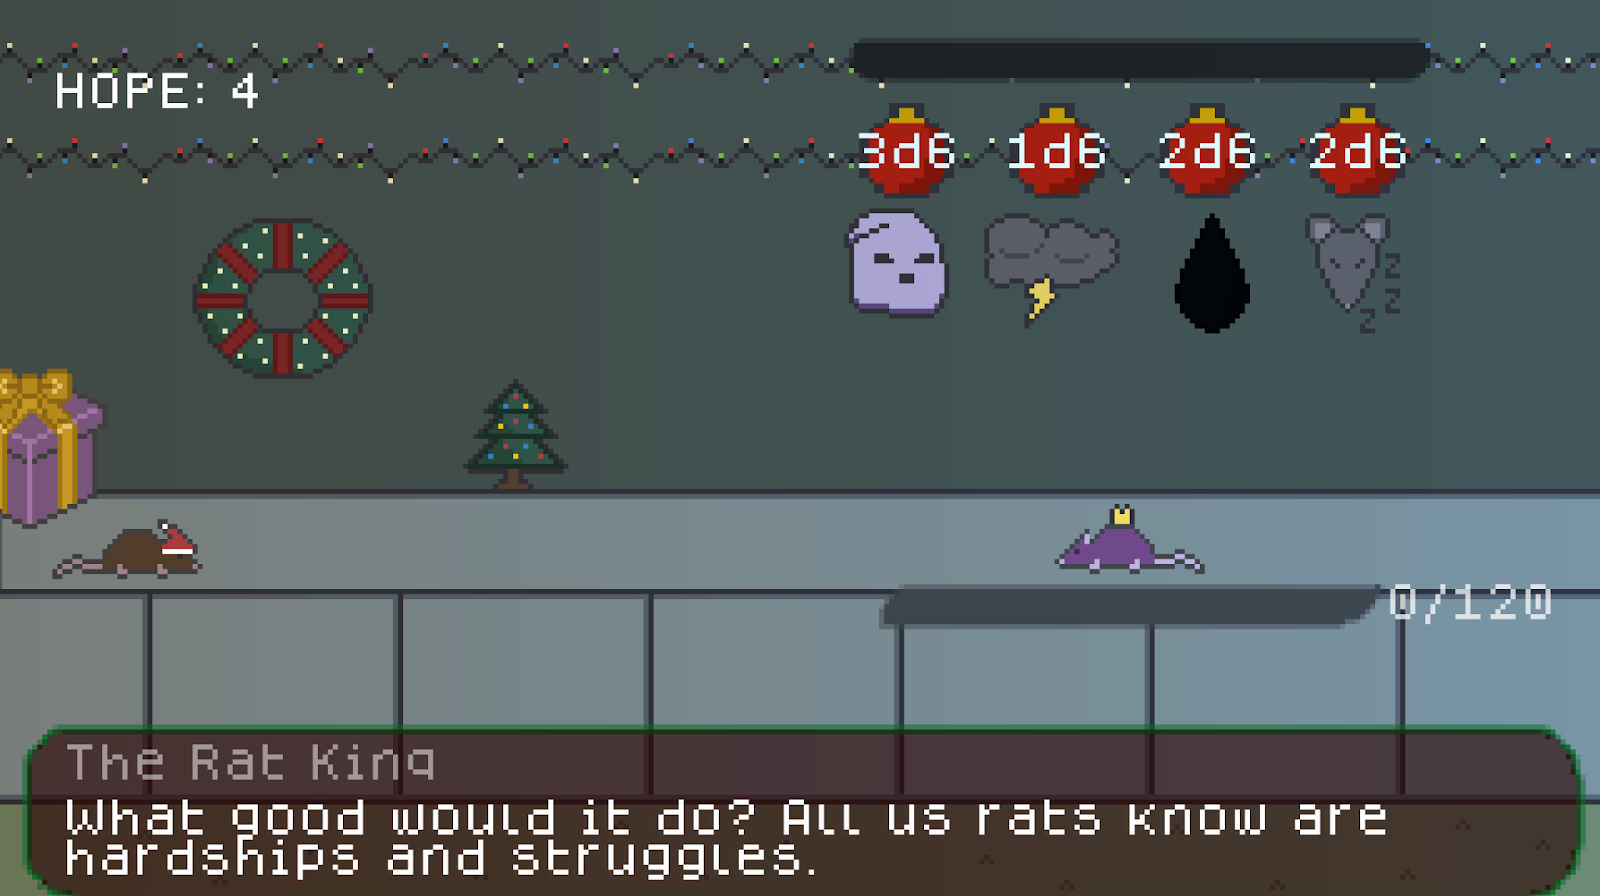 HOPE: 4
3d6 1d6 2d6 2d6
z
z
z
0/120
The Rat King
What good would it do? All us rats know are
hardships and struggles.